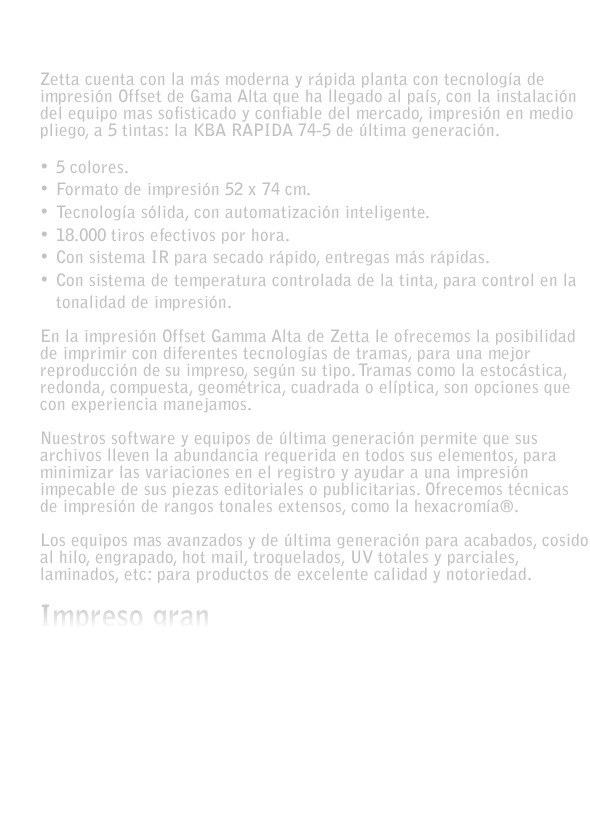 Zetta cuenta con la más moderna y rápida planta con tecnología de
impresión Offset de Gama Alta que ha llegado al país, con la instalación
del equipo mas sofisticado y confiable del mercado, impresión en medio
pliego, a 5 tintas: la KBA RAPIDA 74-5 de última generación.
• 5 colores.
• Formato de impresión 52 x 74 cm.
• Tecnología sólida, con automatización inteligente.
• 18.000 tiros efectivos por hora.
• Con sistema IR para secado rápido, entregas más rápidas.
• Con sistema de temperatura controlada de la tinta, para control en la
tonalidad de impresión.
En la impresión Offset Gamma Alta de Zetta le ofrecemos la posibilidad
de imprimir con diferentes tecnologías de tramas, para una mejor
reproducción de su impreso, según su tipo. Tramas como la estocástica,
redonda, compuesta, geométrica, cuadrada o elíptica, son opciones que
con experiencia manejamos.
Nuestros software y equipos de última generación permite que sus
archivos lleven la abundancia requerida en todos sus elementos, para
minimizar las variaciones en el registro y ayudar a una impresión
impecable de sus piezas editoriales o publicitarias. Ofrecemos técnicas
de impresión de rangos tonales extensos, como la hexacromía®.
Los equipos mas avanzados y de última generación para acabados, cosido
al hilo, engrapado, hot mail, troquelados, UV totales y parciales,
laminados, etc: para productos de excelente calidad y notoriedad.
Impreso gran